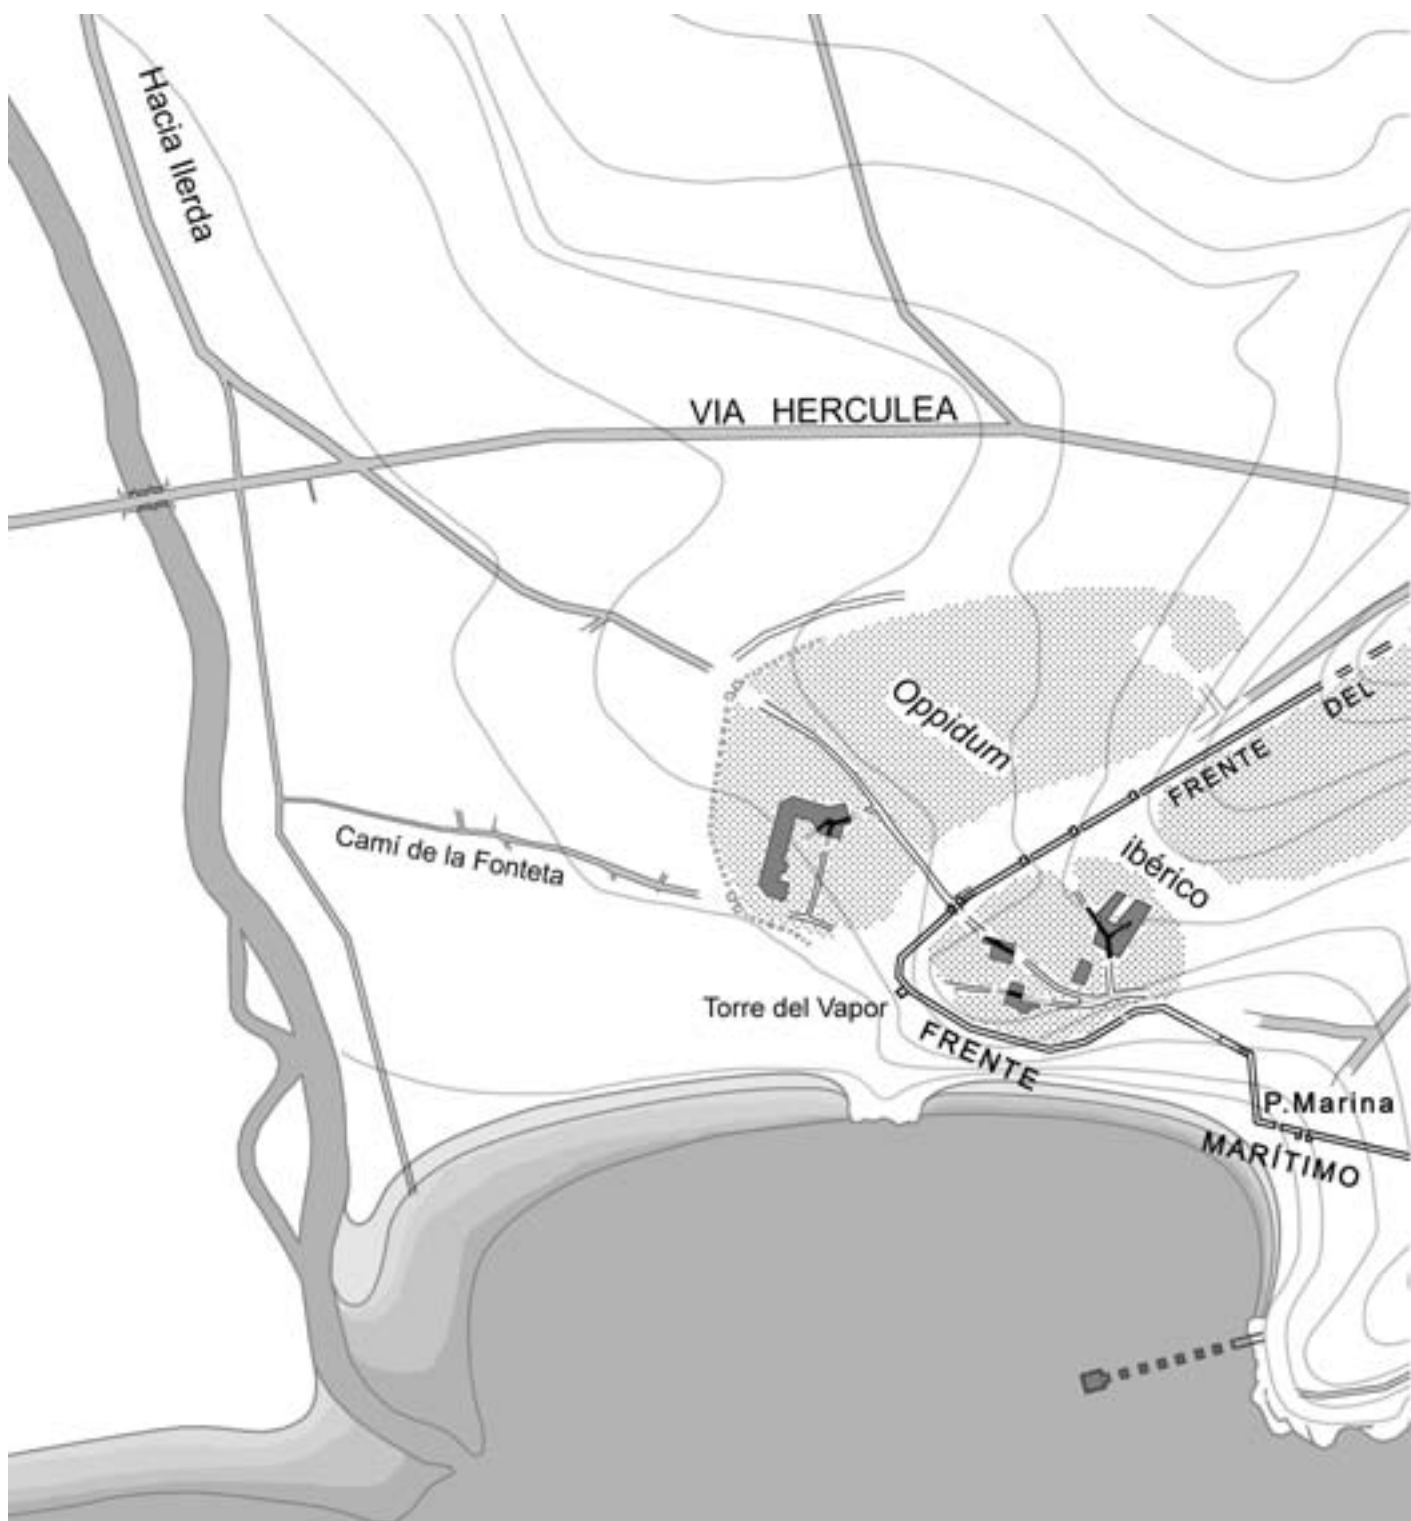 Hacia Ilerda
VIA HERCULEA
Oppidum
ibérico
FRENTE DEL
Camí de la Fonteta
Torre del Vapor
FRENTE
MARÍTIMO
P.Marina